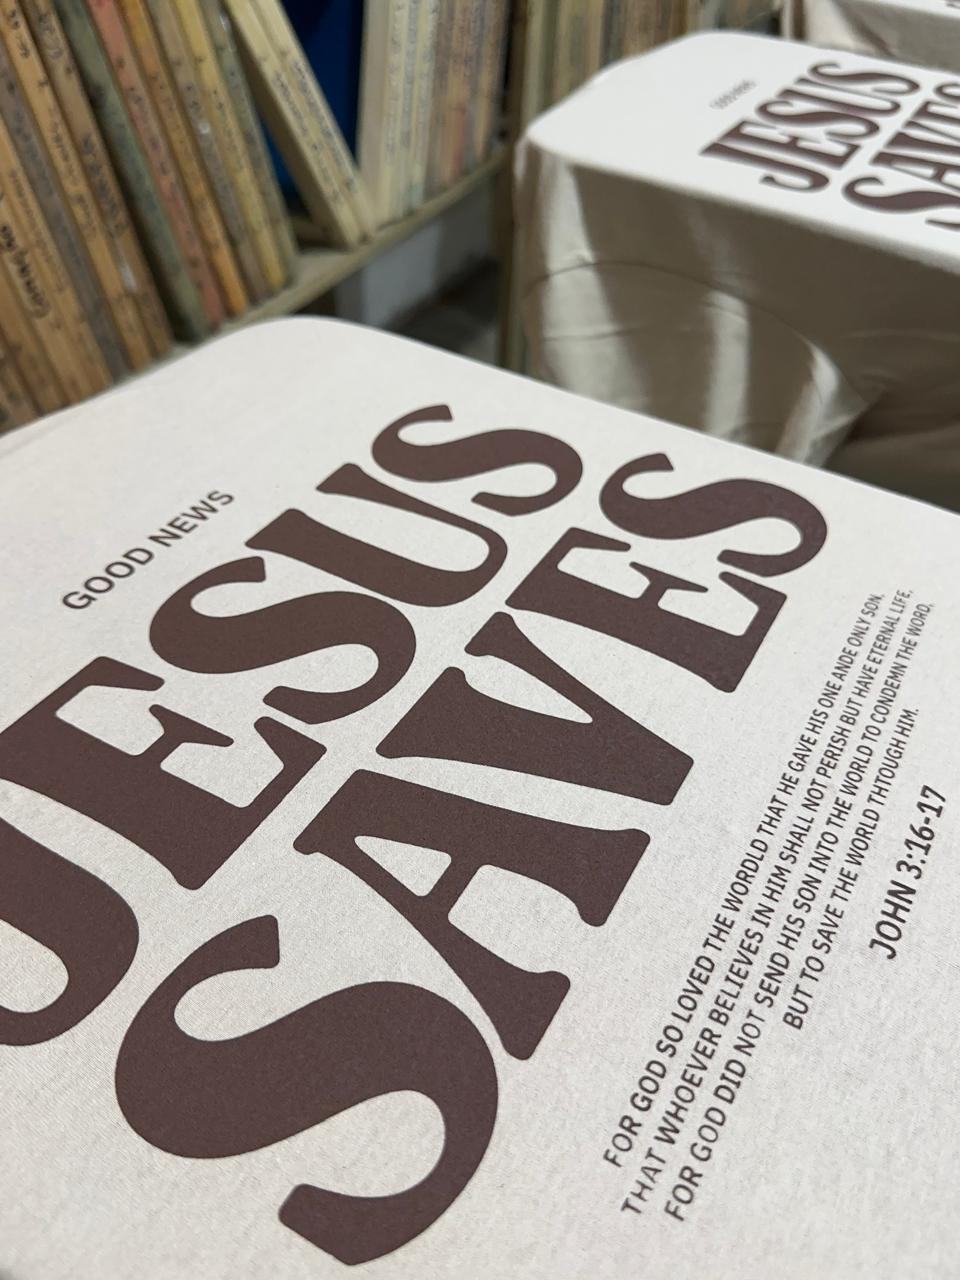 GOOD NEWS
JESUS
SAVES
FOR GOD SO LOVED THE WORDLD THAT HE GAVE HIS ONE ANDE ONLY SON,
THAT WHOEVER BELIEVES IN HIM SHALL NOT PERISH BUT HAVE ETERNAL LIFE,
FOR GOD DID NOT SEND HIS SON INTO THE WORLD TO CONDEMN THE WORD,
BUT TO SAVE THE WORLD THTOUGH HIM.
JOHN 3:16-17
JESUS
SAVES